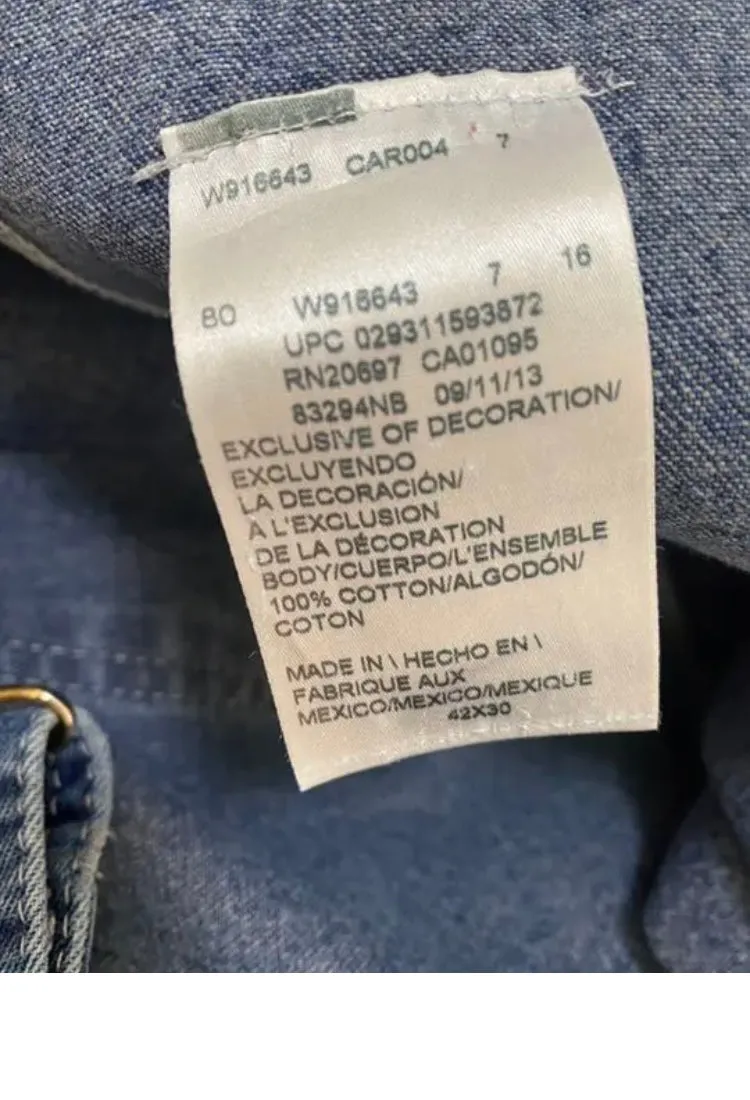 W916643 CAR004 7
80 W916643 7 16
UPC 029311593872
RN20697 CA01095
83294NB 09/11/13
EXCLUSIVE OF DECORATION/
EXCLUYENDO
LA DECORACIÓN/
A L'EXCLUSION
DE LA DÉCORATION
BODY/CUERPO/L'ENSEMBLE
100% COTTON/ALGODÓN/
COTON
MADE IN \ HECHO EN \
FABRIQUE AUX
MEXICO/MEXICO/MEXIQUE
42X30